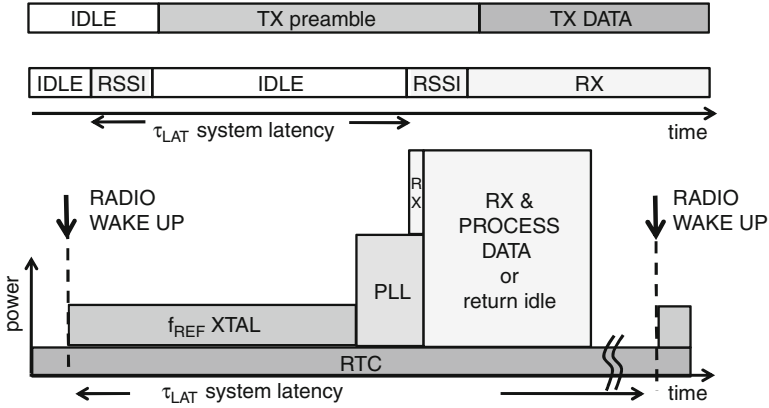 IDLE TX preamble TX DATA
IDLE RSSI IDLE RSSI RX
τLAT system latency time
RADIO
WAKE UP
RX
RX &
PROCESS
DATA
or
return idle
RADIO
WAKE UP
power
PLL
fREF XTAL
RTC
τLAT system latency time